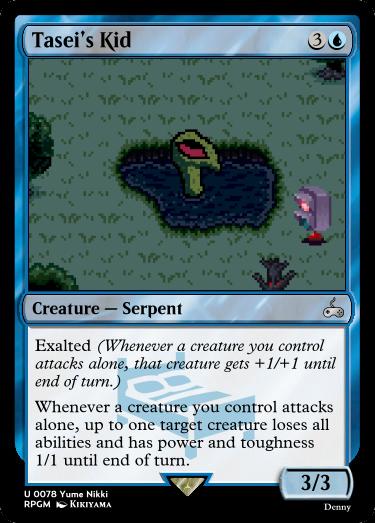 Tasei's Kid 3
Creature — Serpent
Exalted (Whenever a creature you control
attacks alone, that creature gets +1/+1 until
end of turn.)
Whenever a creature you control attacks
alone, up to one target creature loses all
abilities and has power and toughness
1/1 until end of turn.
3/3
U 0078 Yume Nikki
RPGM KIKIYAMA
Denny